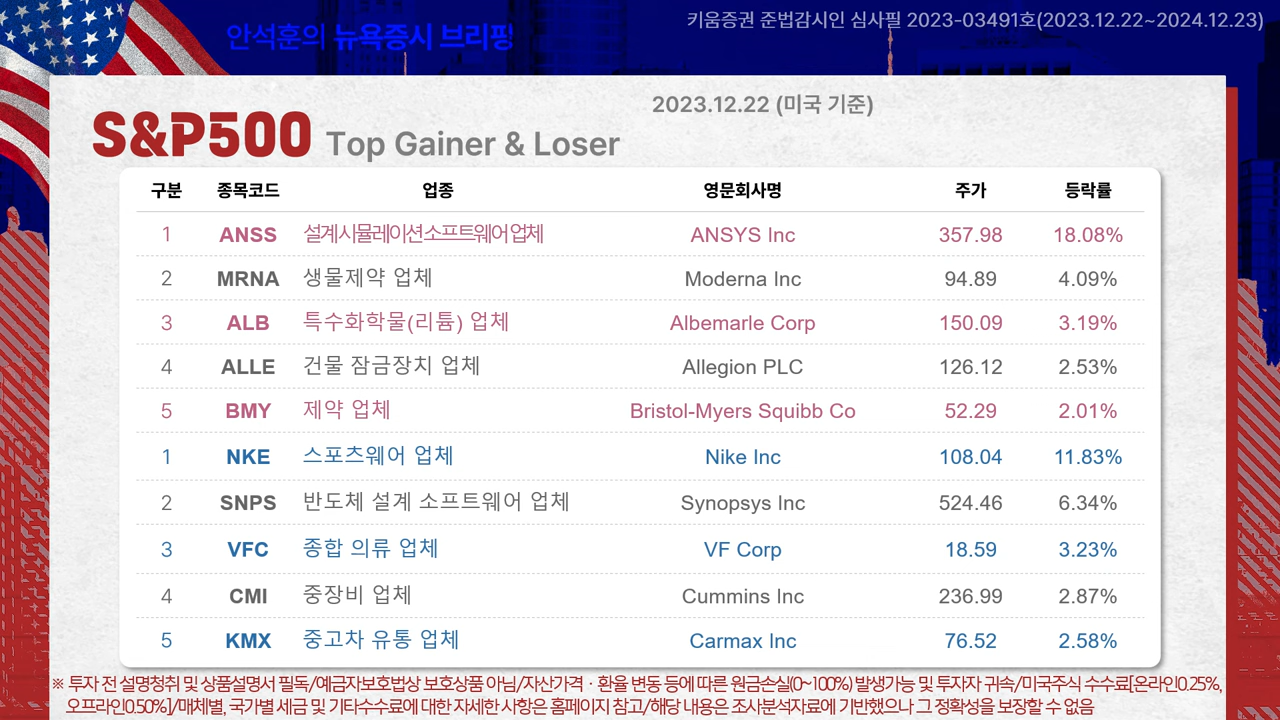 키움증권 준법감시인 심사필 2023-03491호(2023.12.22~2024.12.23)
안석훈의 뉴욕증시 브리핑
2023.12.22 (미국 기준)
S&P500 Top Gainer & Loser
구분 종목코드 업종 영문회사명 주가 등락률
1 ANSS 설계시뮬레이션소프트웨어업체 ANSYS Inc 357.98 18.08%
2 MRNA 생물제약 업체 Moderna Inc 94.89 4.09%
3 ALB 특수화학물(리튬) 업체 Albemarle Corp 150.09 3.19%
4 ALLE 건물 잠금장치 업체 Allegion PLC 126.12 2.53%
5 BMY 제약 업체 Bristol-Myers Squibb Co 52.29 2.01%
1 NKE 스포츠웨어 업체 Nike Inc 108.04 11.83%
2 SNPS 반도체 설계 소프트웨어 업체 Synopsys Inc 524.46 6.34%
3 VFC 종합 의류 업체 VF Corp 18.59 3.23%
4 CMI 중장비 업체 Cummins Inc 236.99 2.87%
5 KMX 중고차 유통 업체 Carmax Inc 76.52 2.58%
※ 투자 전 설명청취 및 상품설명서 필독/예금자보호법상 보호상품 아님/자산가격ㆍ환율 변동 등에 따른 원금손실(0~100%) 발생가능 및 투자자 귀속/미국주식 수수료[온라인0.25%,
오프라인0.50%]/매체별, 국가별 세금 및 기타수수료에 대한 자세한 사항은 홈페이지 참고/해당 내용은 조사분석자료에 기반했으나 그 정확성을 보장할 수 없음